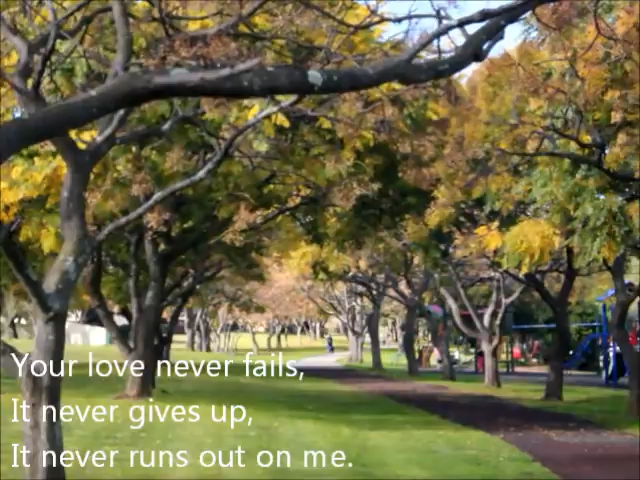 Your love never fails,
It never gives up,
It never runs out on me.